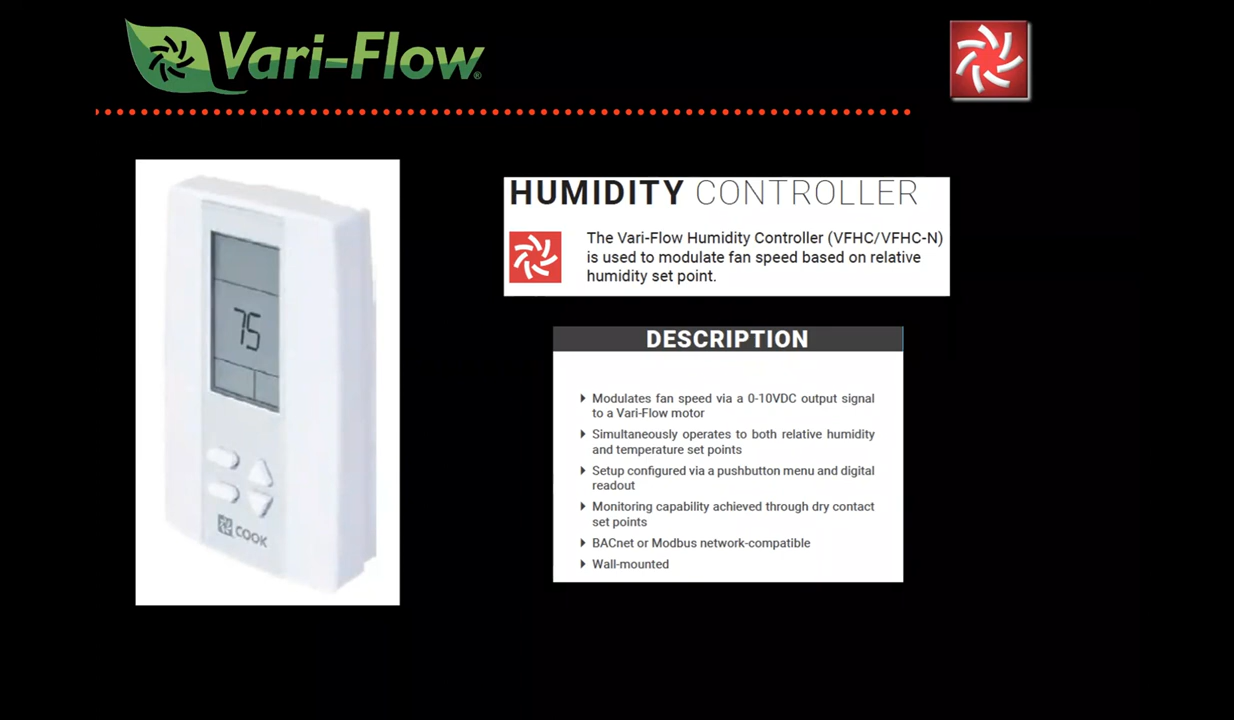 Vari-Flow®
HUMIDITY CONTROLLER
The Vari-Flow Humidity Controller (VFHC/VFHC-N)
is used to modulate fan speed based on relative
humidity set point.
75
COOK
DESCRIPTION
Modulates fan speed via a 0-10VDC output signal
to a Vari-Flow motor
Simultaneously operates to both relative humidity
and temperature set points
Setup configured via a pushbutton menu and digital
readout
Monitoring capability achieved through dry contact
set points
BACnet or Modbus network-compatible
Wall-mounted